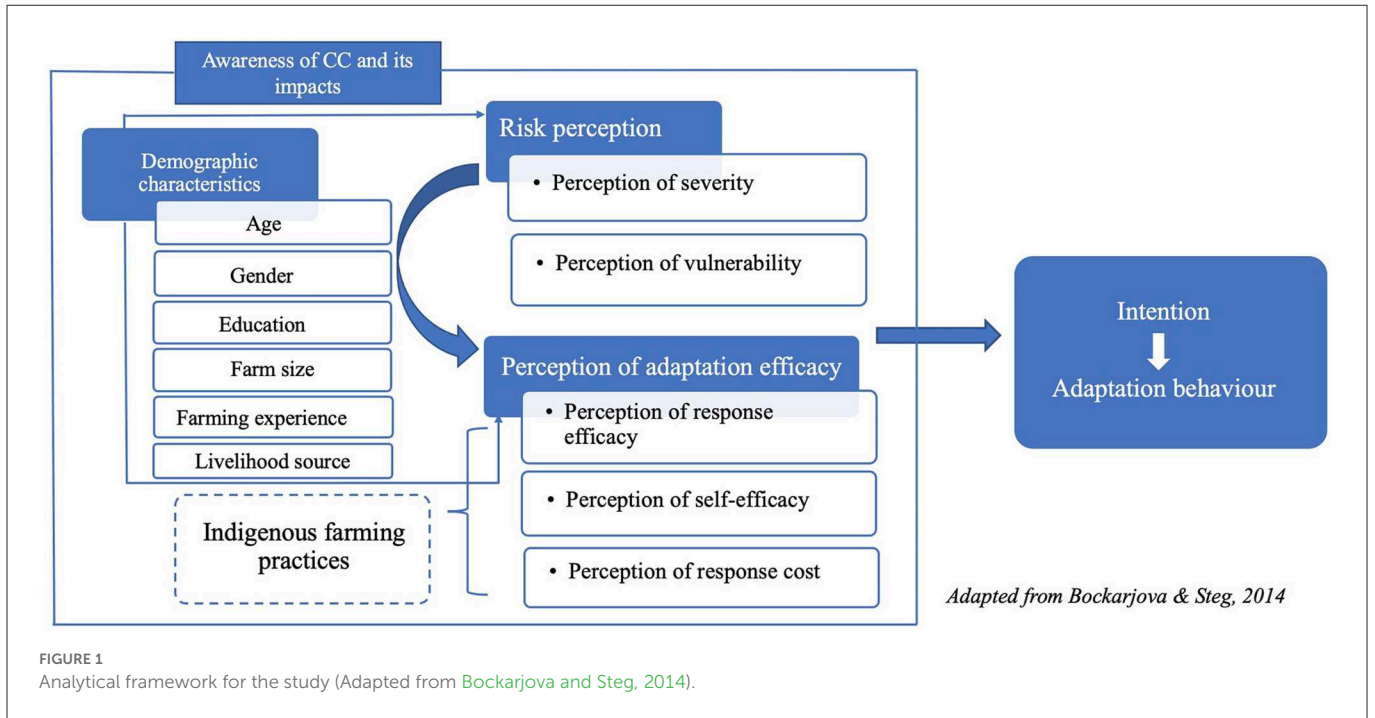 Awareness of CC and its
impacts
Demographic
characteristics
Age
Gender
Education
Farm size
Farming experience
Livelihood source
Indigenous farming
practices
Risk perception
• Perception of severity
• Perception of vulnerability
Perception of adaptation efficacy
• Perception of response
efficacy
• Perception of self-efficacy
• Perception of response cost
Intention
Adaptation behaviour
Adapted from Bockarjova & Steg, 2014
FIGURE 1
Analytical framework for the study (Adapted from Bockarjova and Steg, 2014).